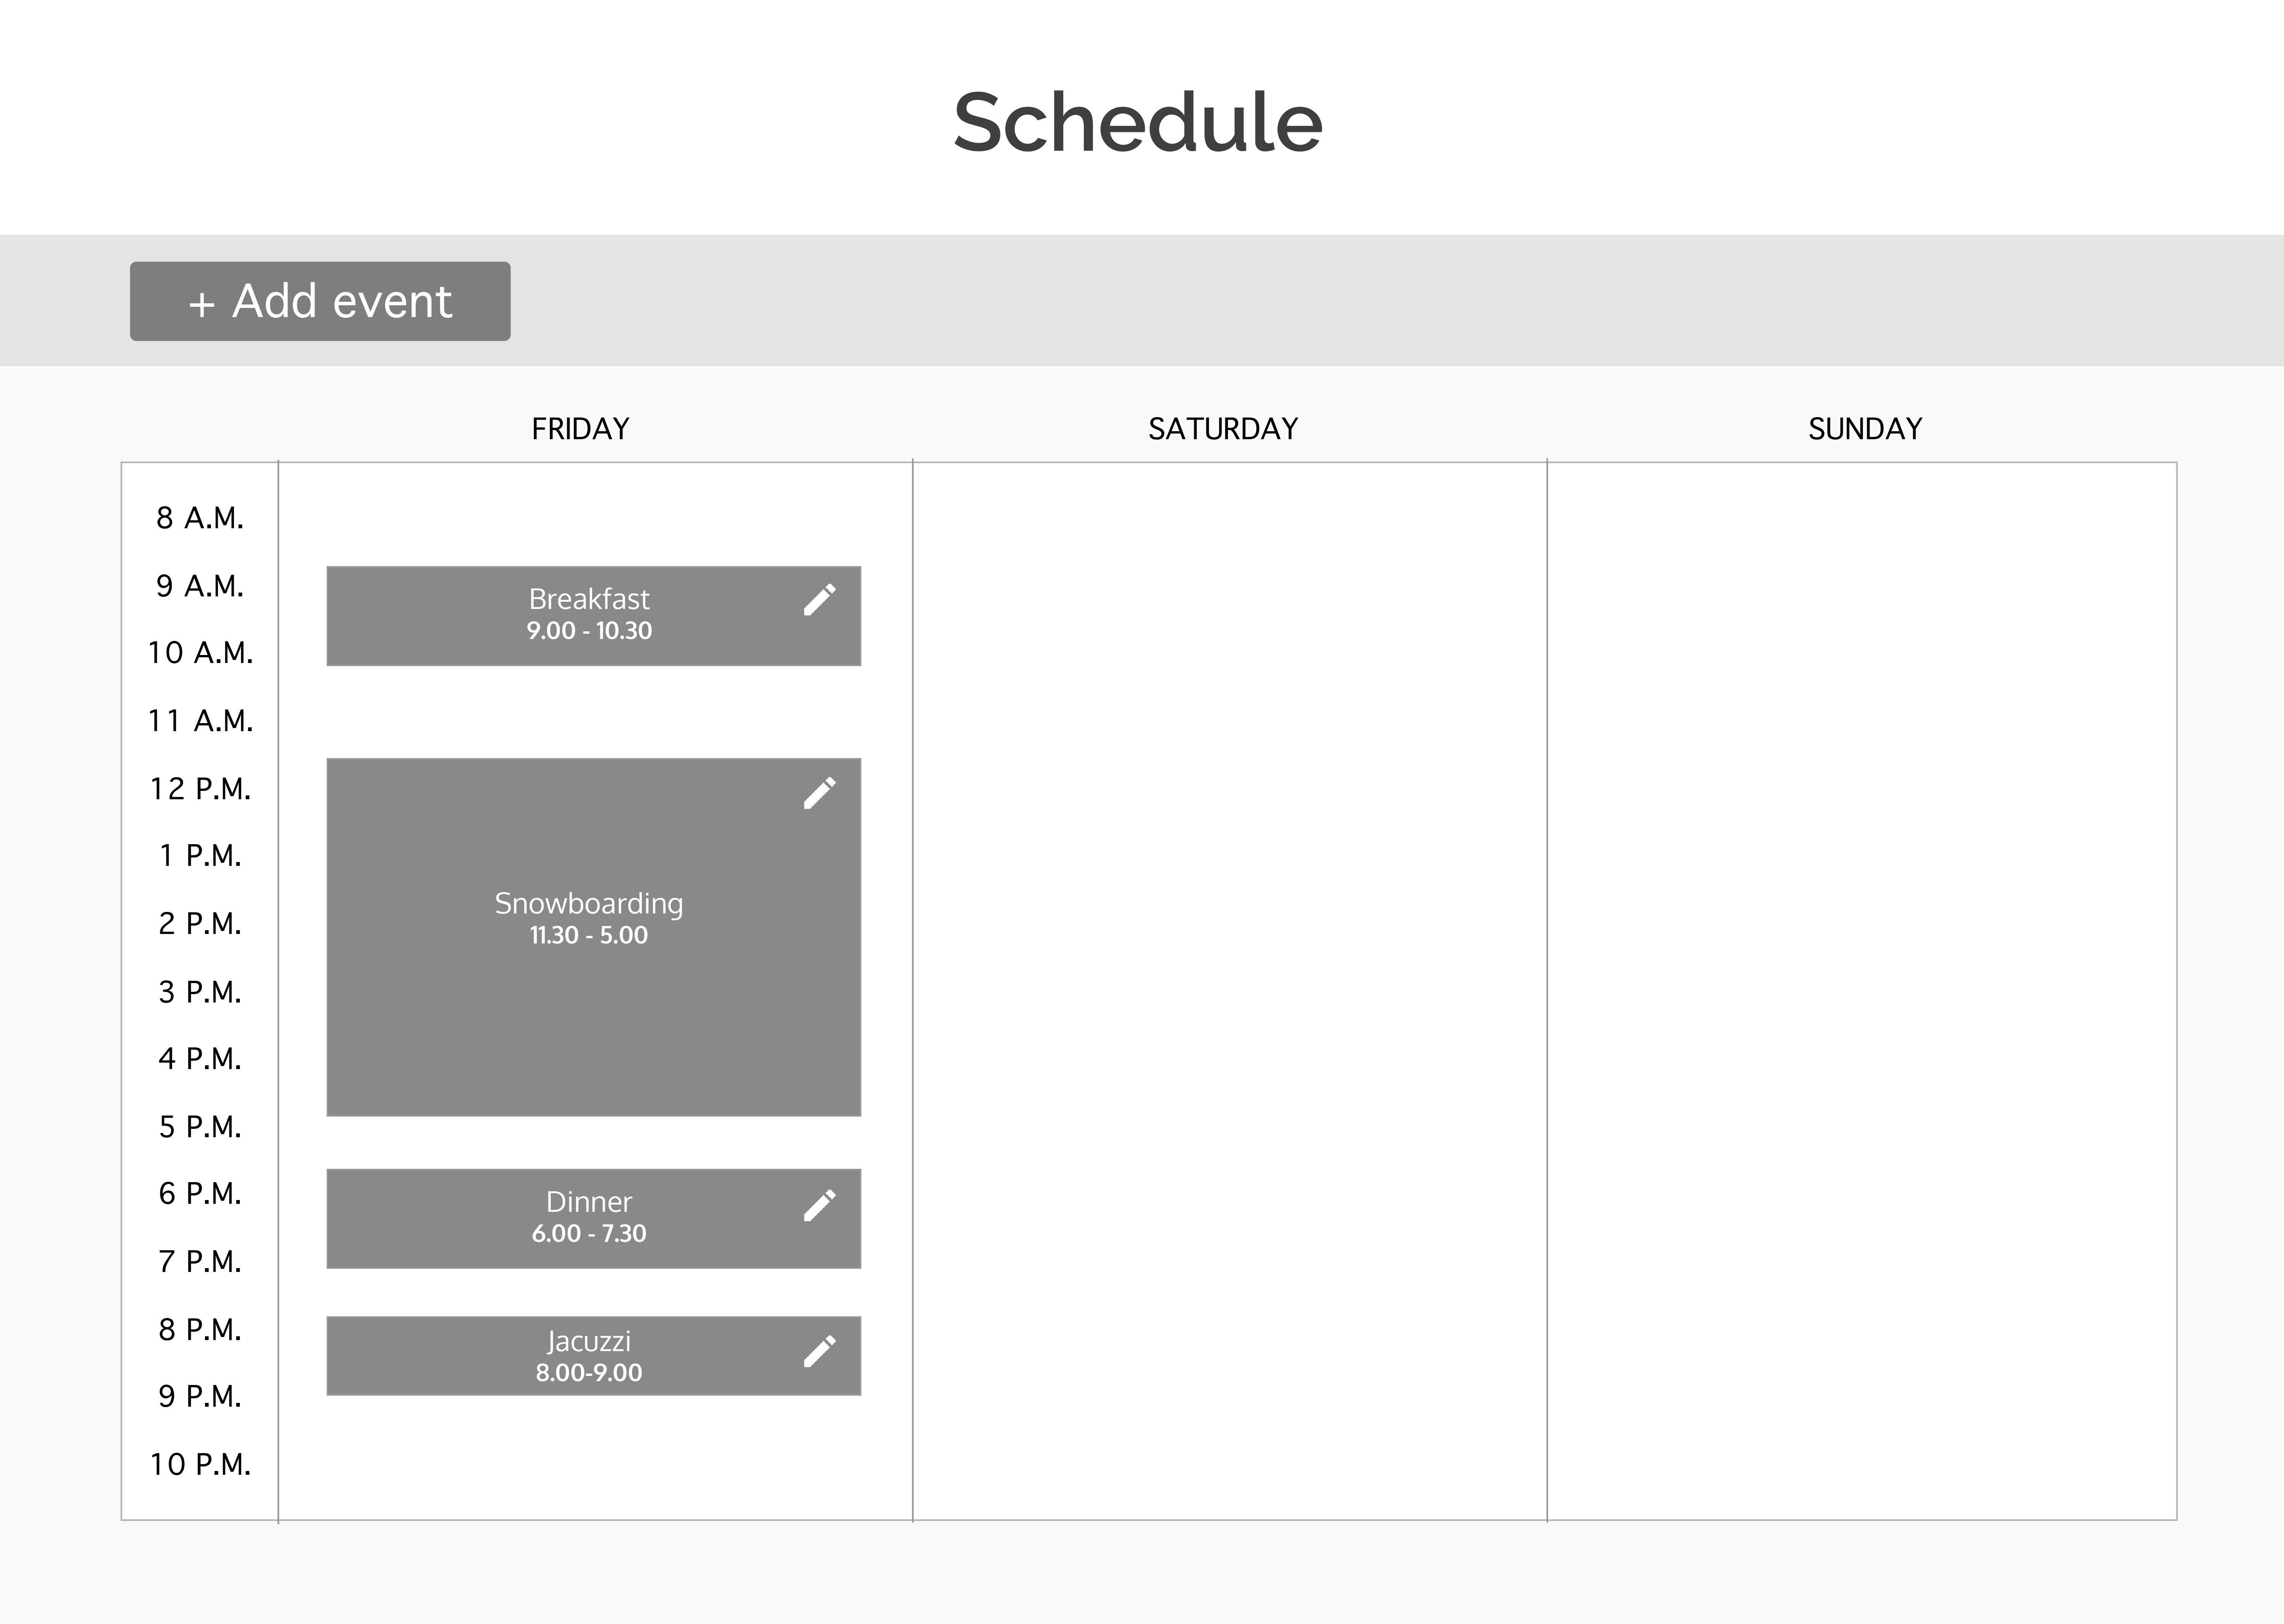 Schedule
+ Add event
FRIDAY SATURDAY SUNDAY
8 A.M.
9 A.M.
Breakfast
9.00 - 10.30
10 A.M.
11 A.M.
12 P.M.
1 P.M.
Snowboarding
2 P.M.
11.30 - 5.00
3 P.M.
4 P.M.
5 P.M.
6 P.M.
Dinner
6.00 - 7.30
7 P.M.
8 P.M.
Jacuzzi
8.00-9.00
9 P.M.
10 P.M.